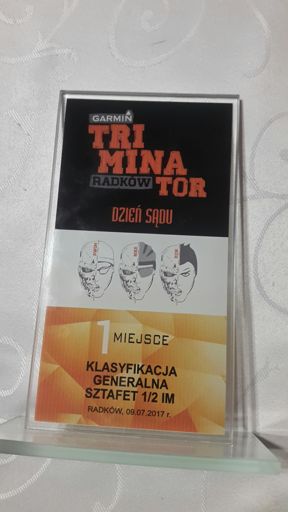 GARMIN
TRI
MINA
RADKÓW TOR
DZIEŃ SĄDU
1 MIEJSCE
KLASYFIKACJA
GENERALNA
SZTAFET 1/2 IM
RADKÓW, 09.07.2017 r.